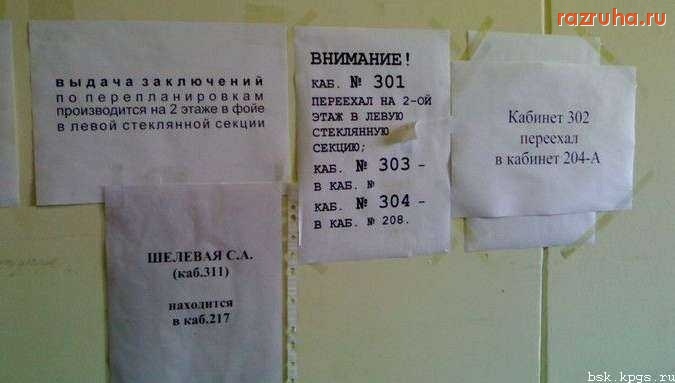 razruha.ru
выдача заключений
по перепланировкам
производится на 2 этаже в фойе
в левой стеклянной секции
ВНИМАНИЕ!
КАБ. № 301
ПЕРЕЕХАЛ НА 2-ОЙ
ЭТАЖ В ЛЕВУЮ
СТЕКЛЯННУЮ
СЕКЦИЮ;
КАБ. № 303 -
В КАБ. №
КАБ. № 304 -
В КАБ. № 208.
Кабинет 302
переехал
в кабинет 204-А
ШЕЛЕВАЯ С.А.
(каб.311)
находится
в каб.217
bsk.kpgs.ru